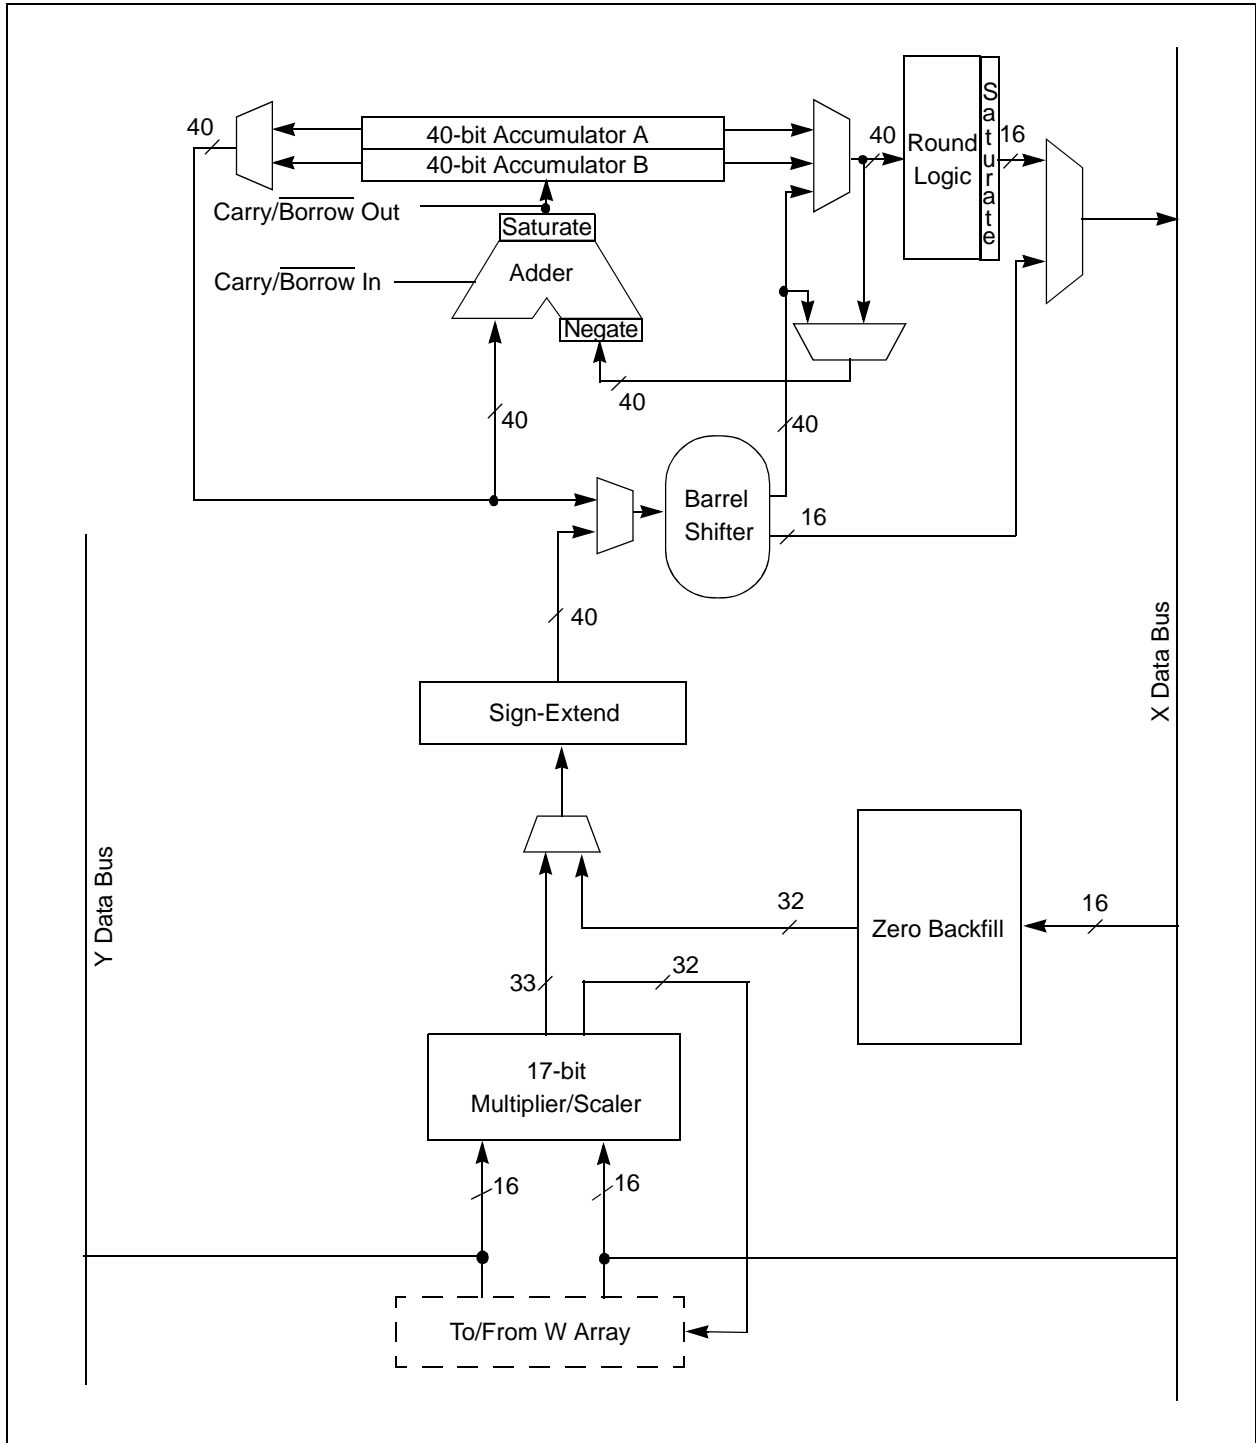 40
40-bit Accumulator A
40-bit Accumulator B
Carry/Borrow Out
Saturate
Carry/Borrow In
Adder
Negate
40
Round
Logic
Saturate
16
40
40
40
Barrel
Shifter
16
40
Sign-Extend
X Data Bus
Y Data Bus
32
Zero Backfill
16
33
32
17-bit
Multiplier/Scaler
16
16
To/From W Array